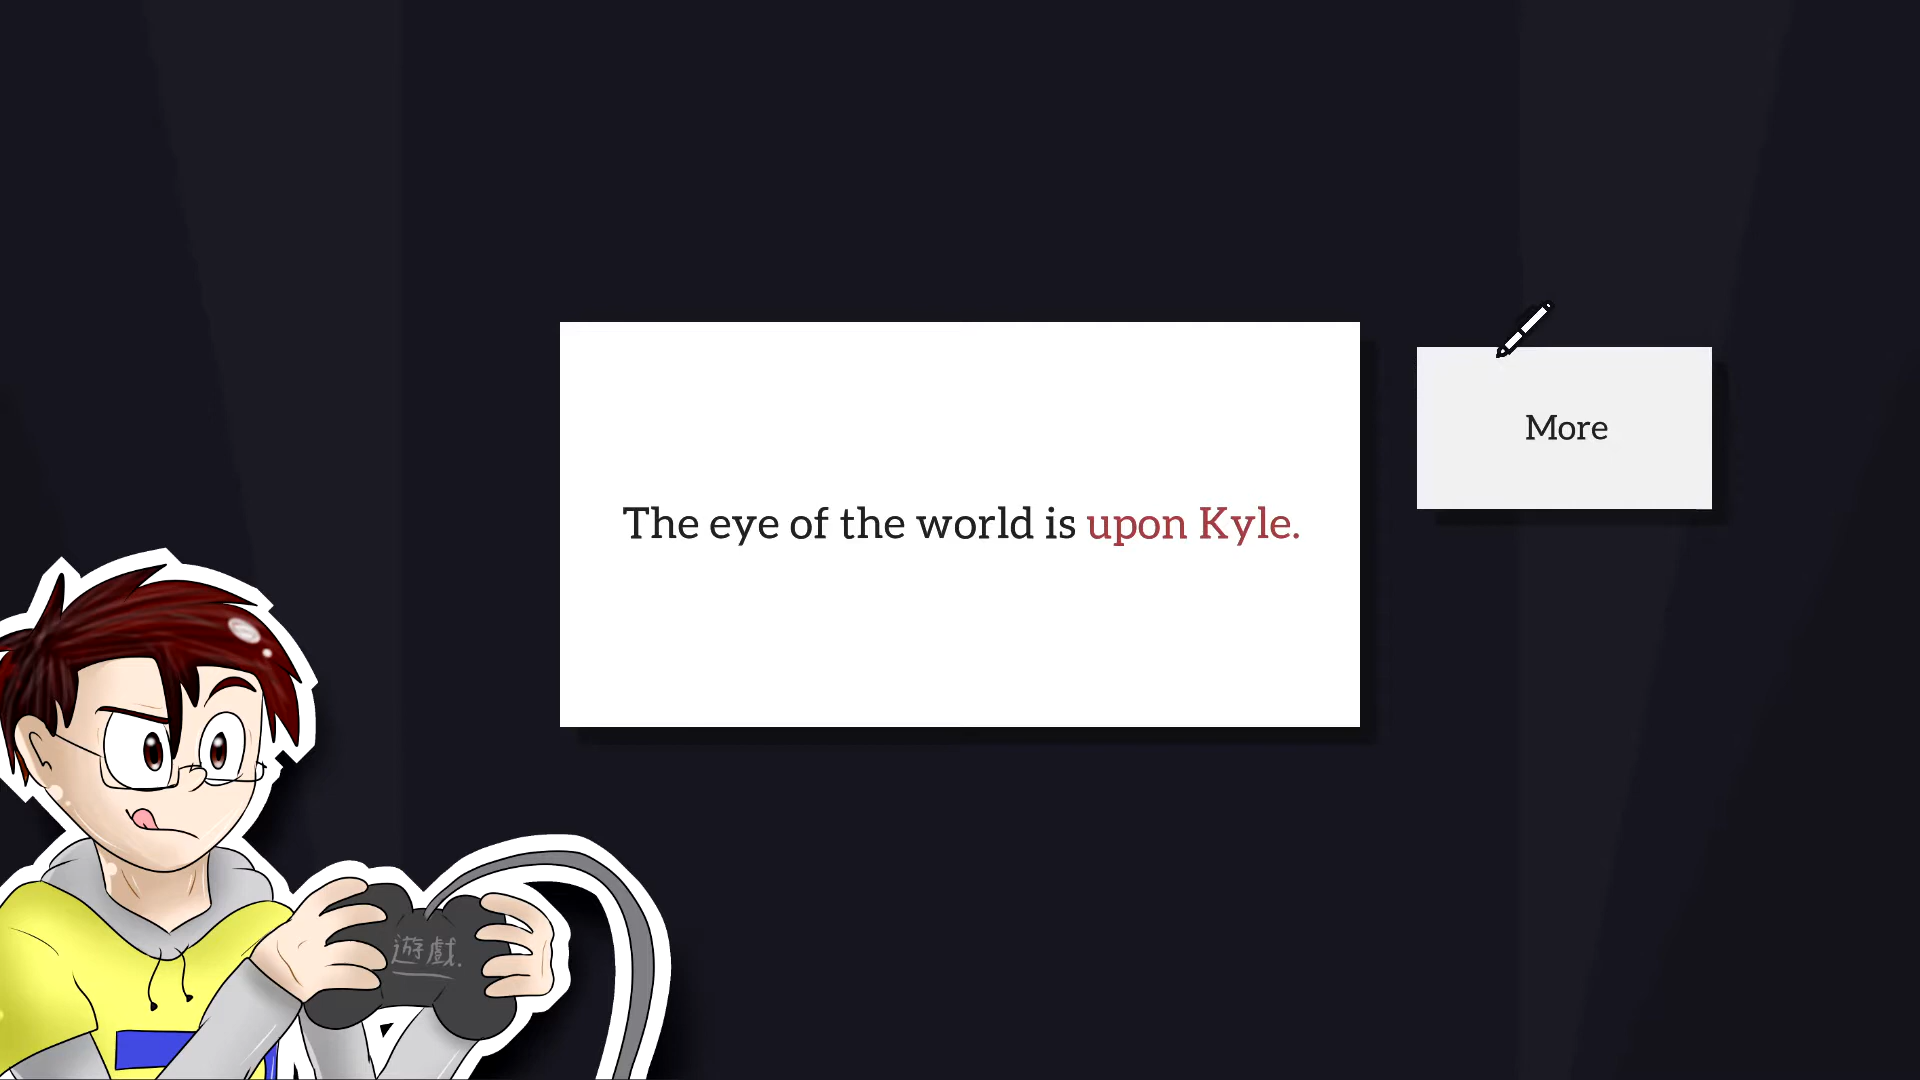 The eye of the world is upon Kyle.
More
遊戲.